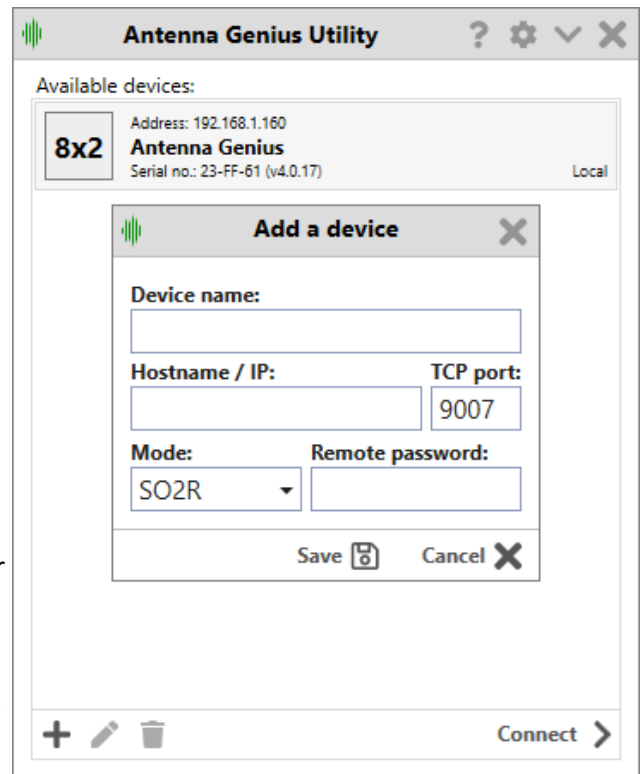 Antenna Genius Utility ?
Available devices:
8x2
Address: 192.168.1.160
Antenna Genius
Serial no.: 23-FF-61 (v4.0.17)
Local
Add a device
Device name:
Hostname / IP: TCP port:
9007
Mode: Remote password:
SO2R
Save Cancel
r
Connect